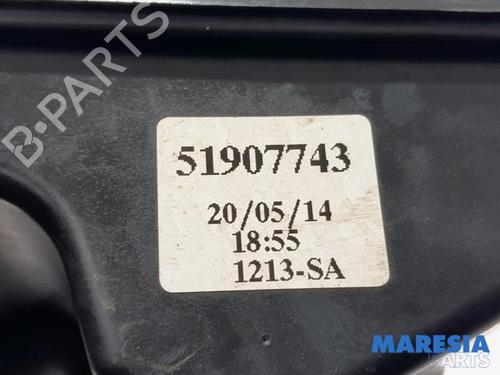 B-PARTS
51907743
20/05/14
18:55
1213-SA
MARESIA
PARTS